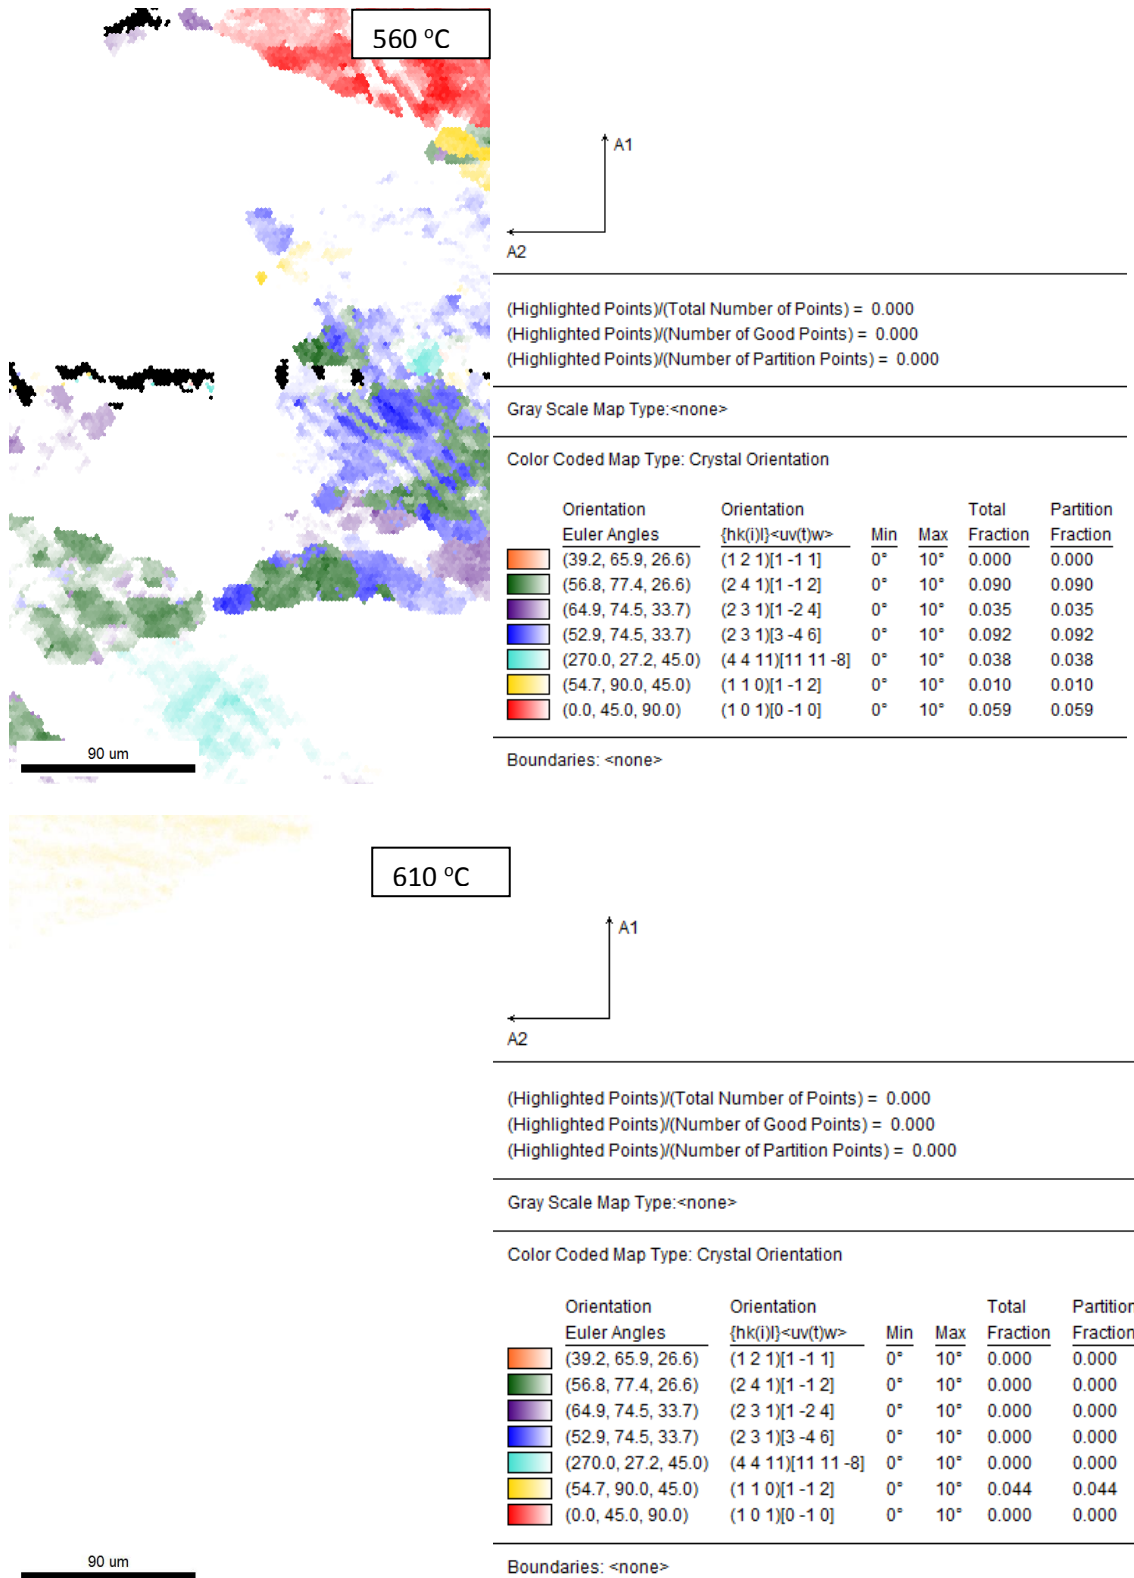 560 °C
A1
A2
(Highlighted Points)/(Total Number of Points) = 0.000
(Highlighted Points)/(Number of Good Points) = 0.000
(Highlighted Points)/(Number of Partition Points) = 0.000
Gray Scale Map Type:<none>
Color Coded Map Type: Crystal Orientation
Orientation Orientation Total Partition
Euler Angles {hk(i)l}<uv(t)w> Min Max Fraction Fraction
(39.2, 65.9, 26.6) (1 2 1)[1 -1 1] 0° 10° 0.000 0.000
(56.8, 77.4, 26.6) (2 4 1)[1 -1 2] 0° 10° 0.090 0.090
(64.9, 74.5, 33.7) (2 3 1)[1 -2 4] 0° 10° 0.035 0.035
(52.9, 74.5, 33.7) (2 3 1)[3 -4 6] 0° 10° 0.092 0.092
(270.0, 27.2, 45.0) (4 4 11)[11 11 -8] 0° 10° 0.038 0.038
(54.7, 90.0, 45.0) (1 1 0)[1 -1 2] 0° 10° 0.010 0.010
(0.0, 45.0, 90.0) (1 0 1)[0 -1 0] 0° 10° 0.059 0.059
90 um
Boundaries: <none>
610 °C
A1
A2
(Highlighted Points)/(Total Number of Points) = 0.000
(Highlighted Points)/(Number of Good Points) = 0.000
(Highlighted Points)/(Number of Partition Points) = 0.000
Gray Scale Map Type:<none>
Color Coded Map Type: Crystal Orientation
Orientation Orientation Total Partition
Euler Angles {hk(i)l}<uv(t)w> Min Max Fraction Fraction
(39.2, 65.9, 26.6) (1 2 1)[1 -1 1] 0° 10° 0.000 0.000
(56.8, 77.4, 26.6) (2 4 1)[1 -1 2] 0° 10° 0.000 0.000
(64.9, 74.5, 33.7) (2 3 1)[1 -2 4] 0° 10° 0.000 0.000
(52.9, 74.5, 33.7) (2 3 1)[3 -4 6] 0° 10° 0.000 0.000
(270.0, 27.2, 45.0) (4 4 11)[11 11 -8] 0° 10° 0.000 0.000
(54.7, 90.0, 45.0) (1 1 0)[1 -1 2] 0° 10° 0.044 0.044
(0.0, 45.0, 90.0) (1 0 1)[0 -1 0] 0° 10° 0.000 0.000
90 um
Boundaries: <none>